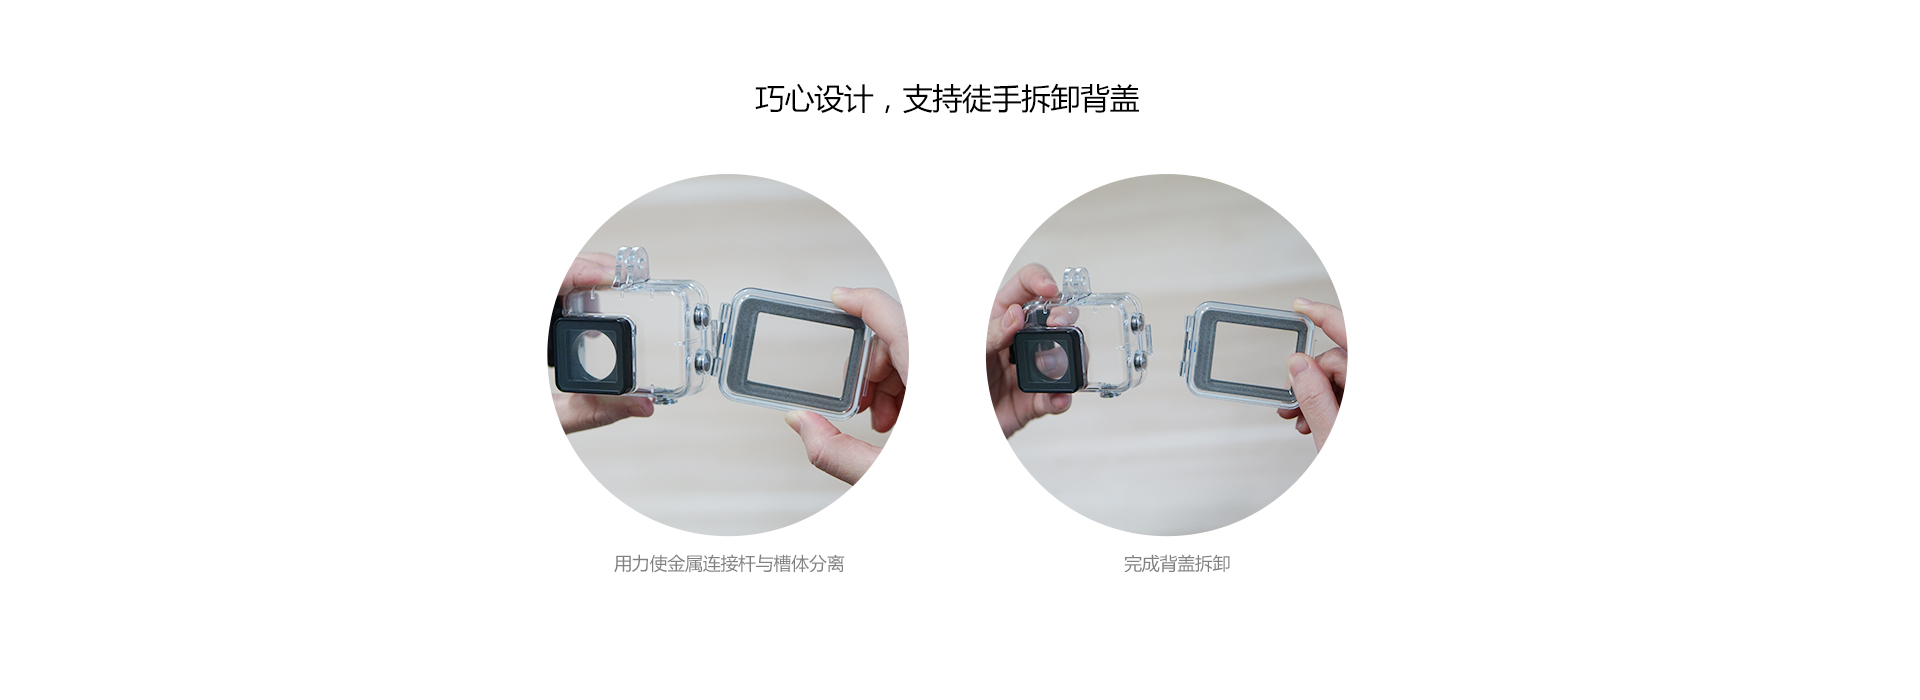 巧心设计，支持徒手拆卸背盖
用力使金属连接杆与槽体分离
完成背盖拆卸